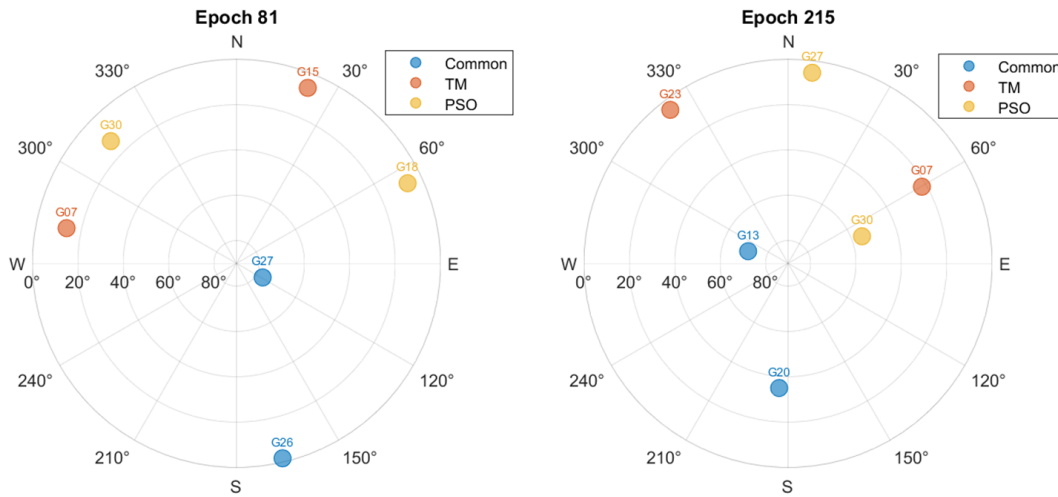 Epoch 81
N
330°
30°
300°
60°
W
E
0°
20°
40°
60°
80°
240°
120°
210°
150°
S
G15
G30
G18
G07
G27
G26
Common
TM
PSO
Epoch 215
N
330°
30°
300°
60°
W
E
0°
20°
40°
60°
80°
240°
120°
210°
150°
S
G27
G23
G07
G30
G13
G20
Common
TM
PSO